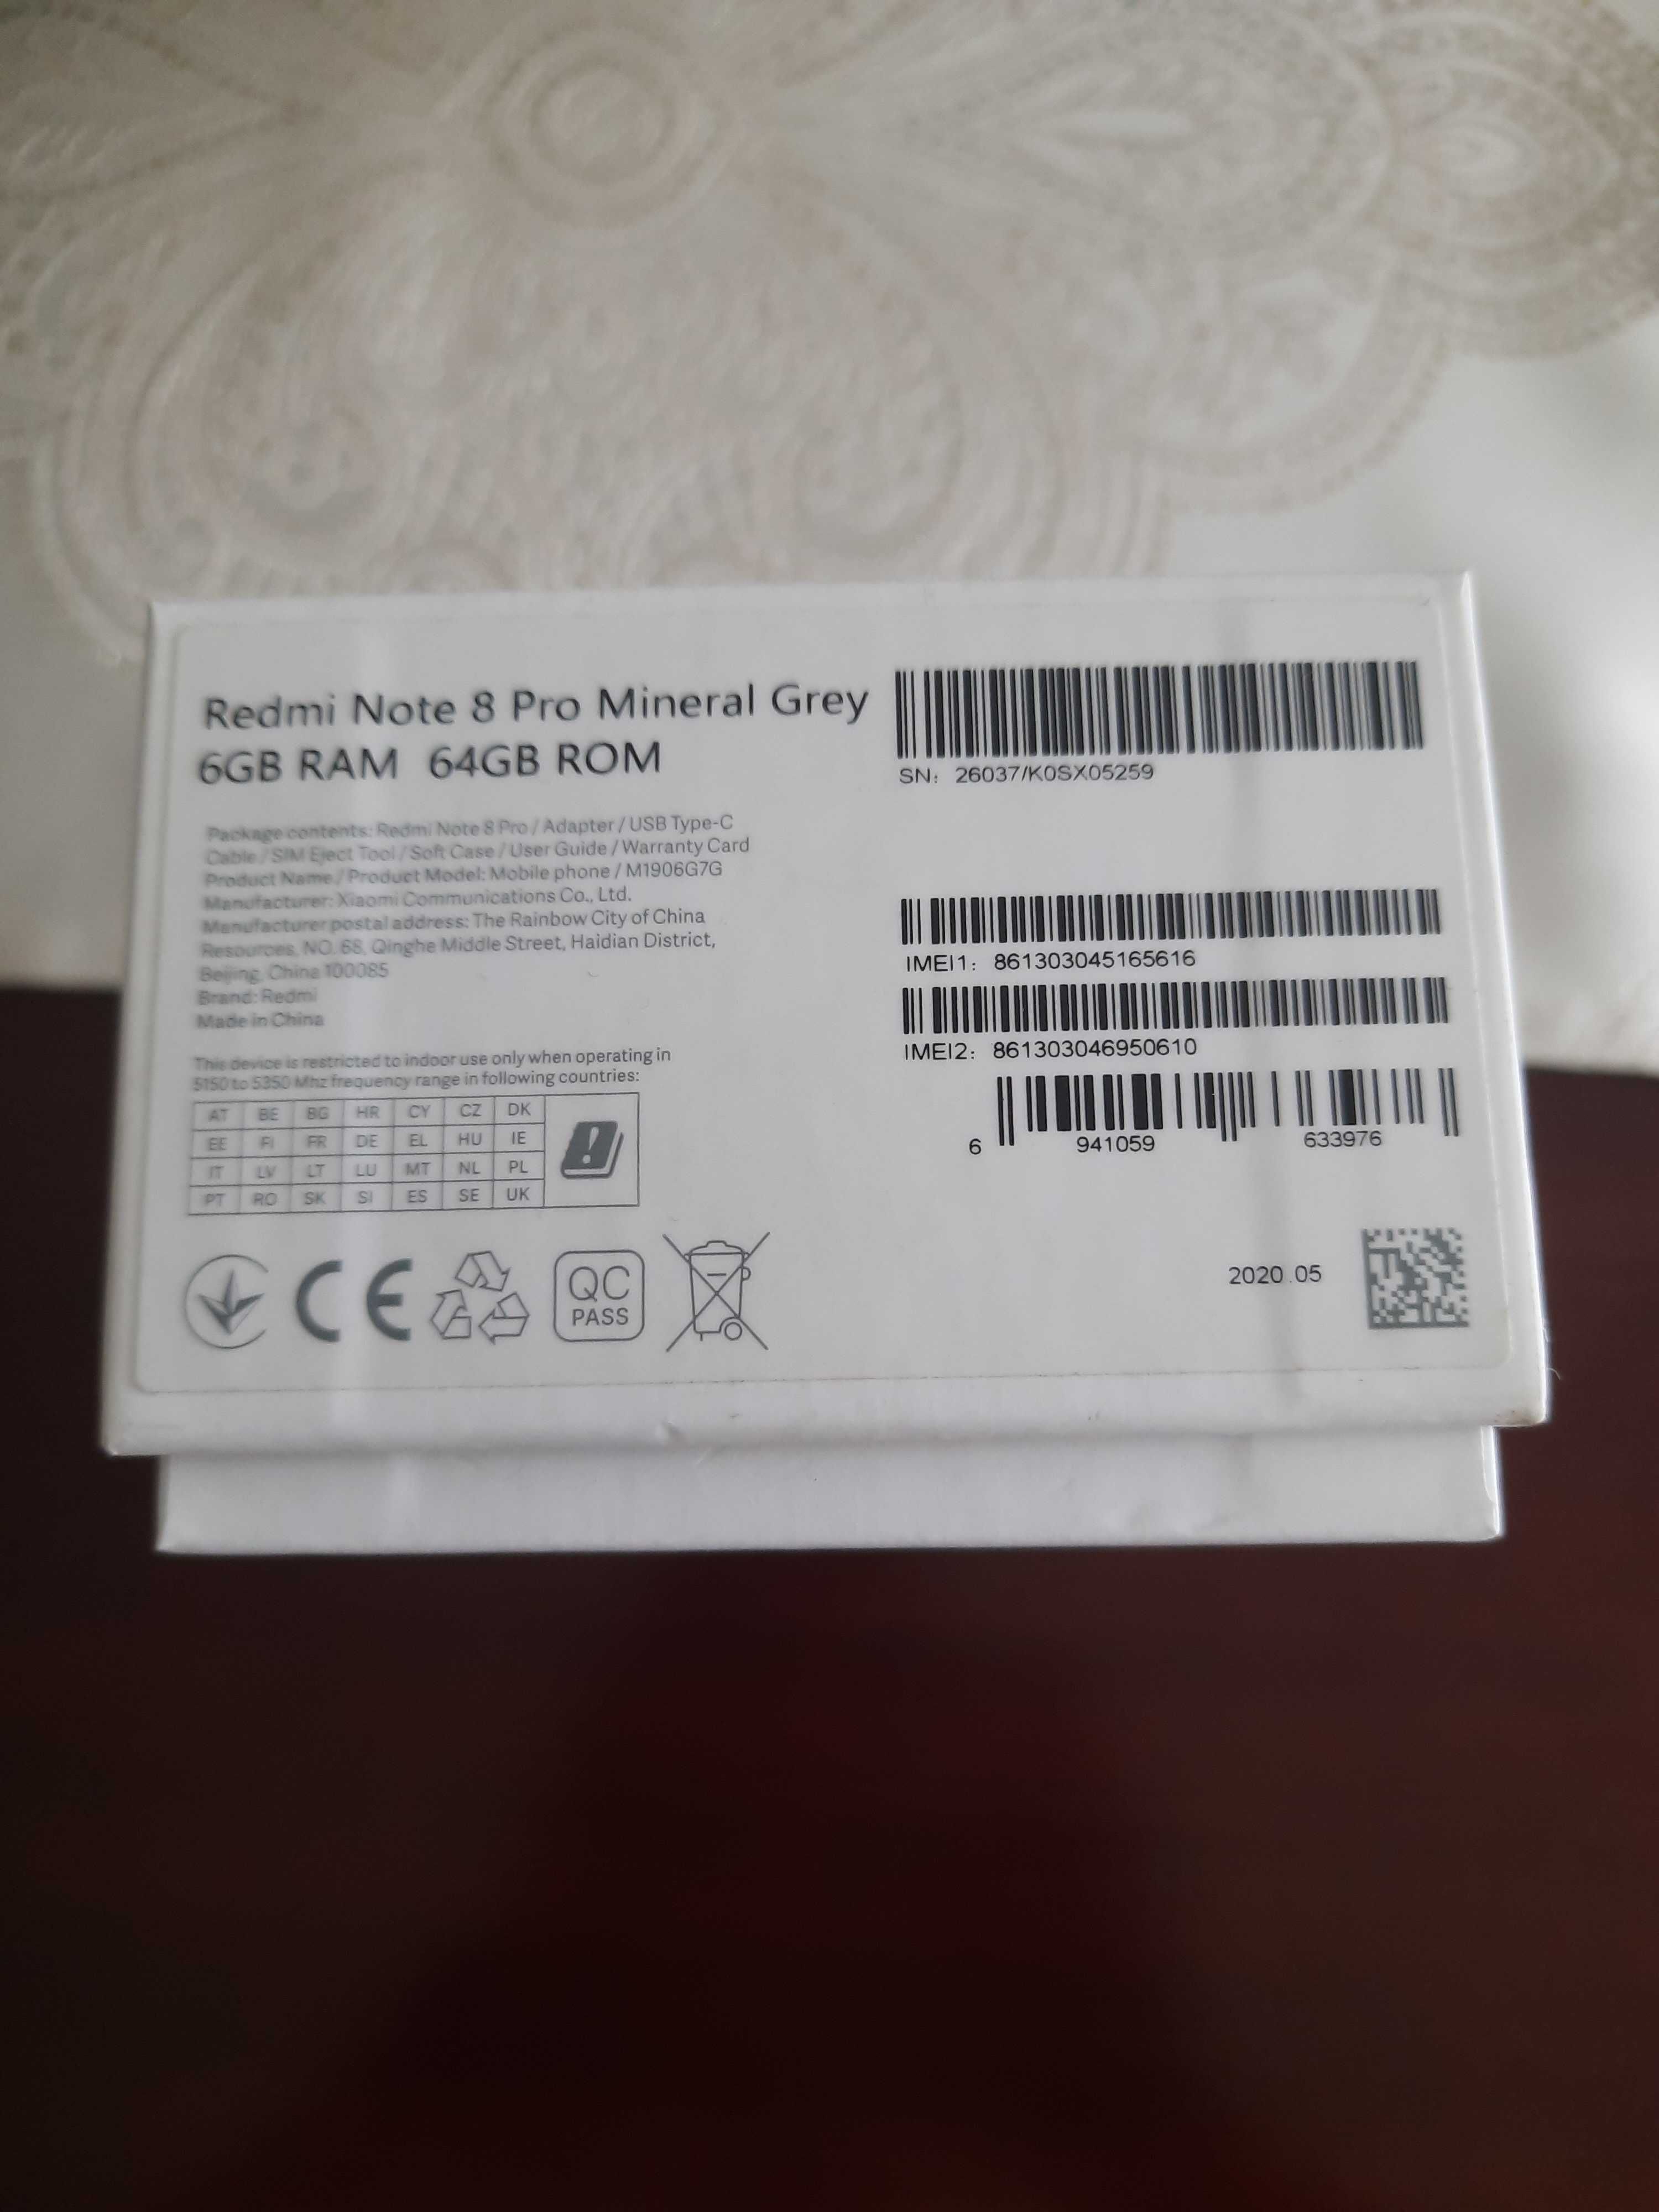 Redmi Note 8 Pro Mineral Grey
6GB RAM 64GB ROM
Package contents: Redmi Note 8 Pro / Adapter / USB Type-C
Cable / SIM Eject Tool / Soft Case / User Guide / Warranty Card
Product Name / Product Model: Mobile phone / M1906G7G
Manufacturer: Xiaomi Communications Co., Ltd.
Manufacturer postal address: The Rainbow City of China
Resources, NO. 68, Qinghe Middle Street, Haidian District,
Beijing, China 100085
Brand: Redmi
Made in China
This device is restricted to indoor use only when operating in
5150 to 5350 Mhz frequency range in following countries:
AT BE BG HR CY CZ DK
EE FI FR DE EL HU IE
IT LV LT LU MT NL PL
PT RO SK SI ES SE UK
CE
QC
PASS
SN: 26037/K0SX05259
IMEI1: 861303045165616
IMEI2: 861303046950610
6 941059 633976
2020.05